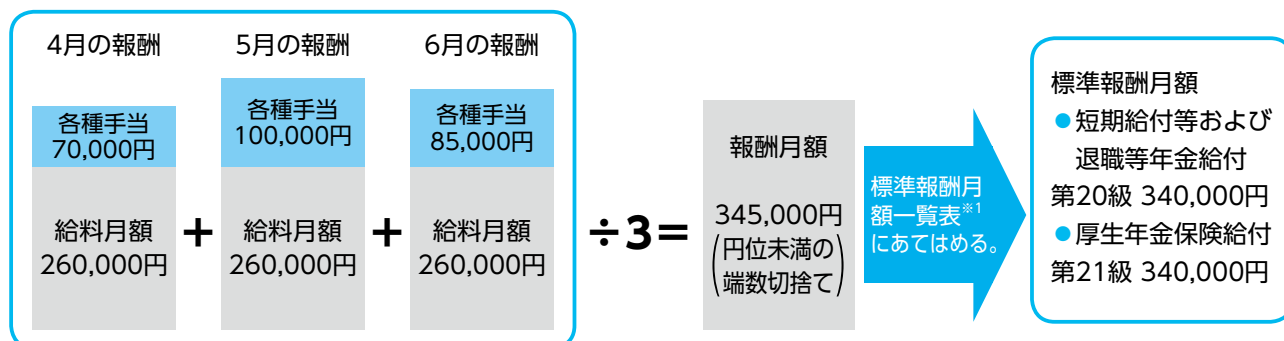 4月の報酬
各種手当
70,000円
給料月額
260,000円
+
5月の報酬
各種手当
100,000円
給料月額
260,000円
+
6月の報酬
各種手当
85,000円
給料月額
260,000円
÷3=
報酬月額
345,000円
(円位未満の
端数切捨て)
標準報酬月
額一覧表※1
にあてはめる。
標準報酬月額
●短期給付等および
退職等年金給付
第20級 340,000円
●厚生年金保険給付
第21級 340,000円